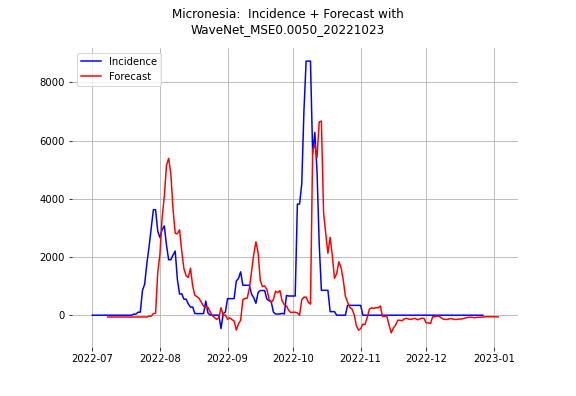 Micronesia:  Incidence + Forecast with
WaveNet_MSE0.0050_20221023
Incidence
Forecast
8000
6000
4000
2000
0
2022-07 2022-08 2022-09 2022-10 2022-11 2022-12 2023-01